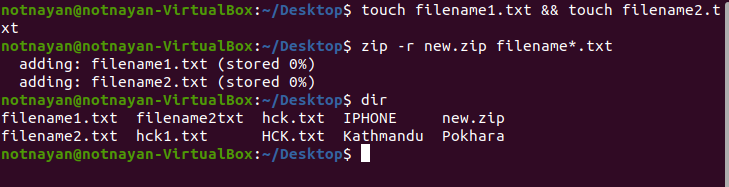 notnayan@notnayan-VirtualBox:~/Desktop$ touch filename1.txt && touch filename2.t
xt
notnayan@notnayan-VirtualBox:~/Desktop$ zip -r new.zip filename*.txt
  adding: filename1.txt (stored 0%)
  adding: filename2.txt (stored 0%)
notnayan@notnayan-VirtualBox:~/Desktop$ dir
filename1.txt  filename2txt  hck.txt  IPHONE     new.zip
filename2.txt  hck1.txt      HCK.txt  Kathmandu  Pokhara
notnayan@notnayan-VirtualBox:~/Desktop$